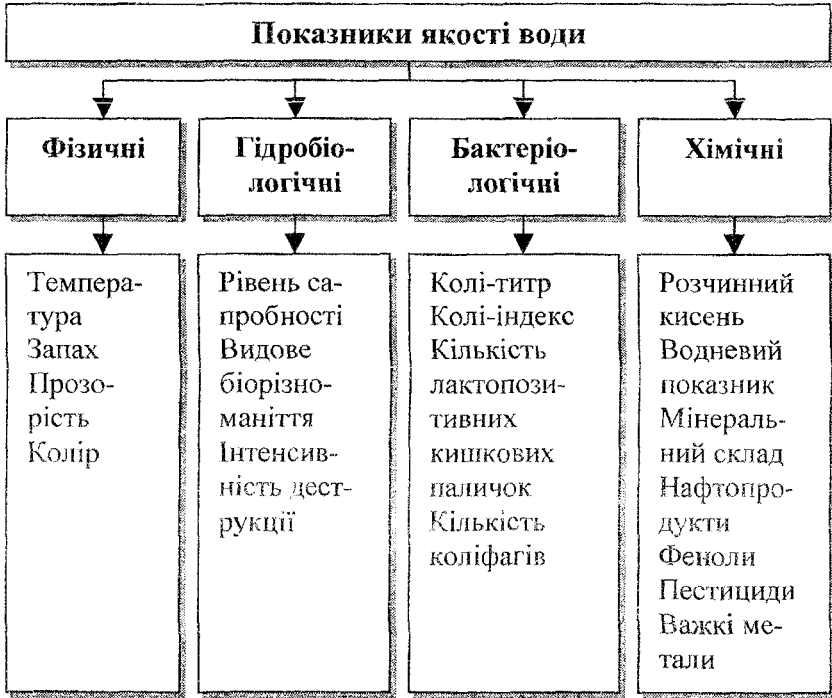 Показники якості води
Фізичні
Гідробіо-
логічні
Бактеріо-
логічні
Хімічні
Темпера-
тура
Запах
Прозо-
рість
Колір
Рівень са-
пробності
Видове
біорізно-
маніття
Інтенсив-
ність дест-
рукції
Колі-титр
Колі-індекс
Кількість
лактопози-
тивних
кишкових
паличок
Кількість
коліфагів
Розчинний
кисень
Водневий
показник
Мінераль-
ний склад
Нафтопро-
дукти
Феноли
Пестициди
Важкі ме-
тали